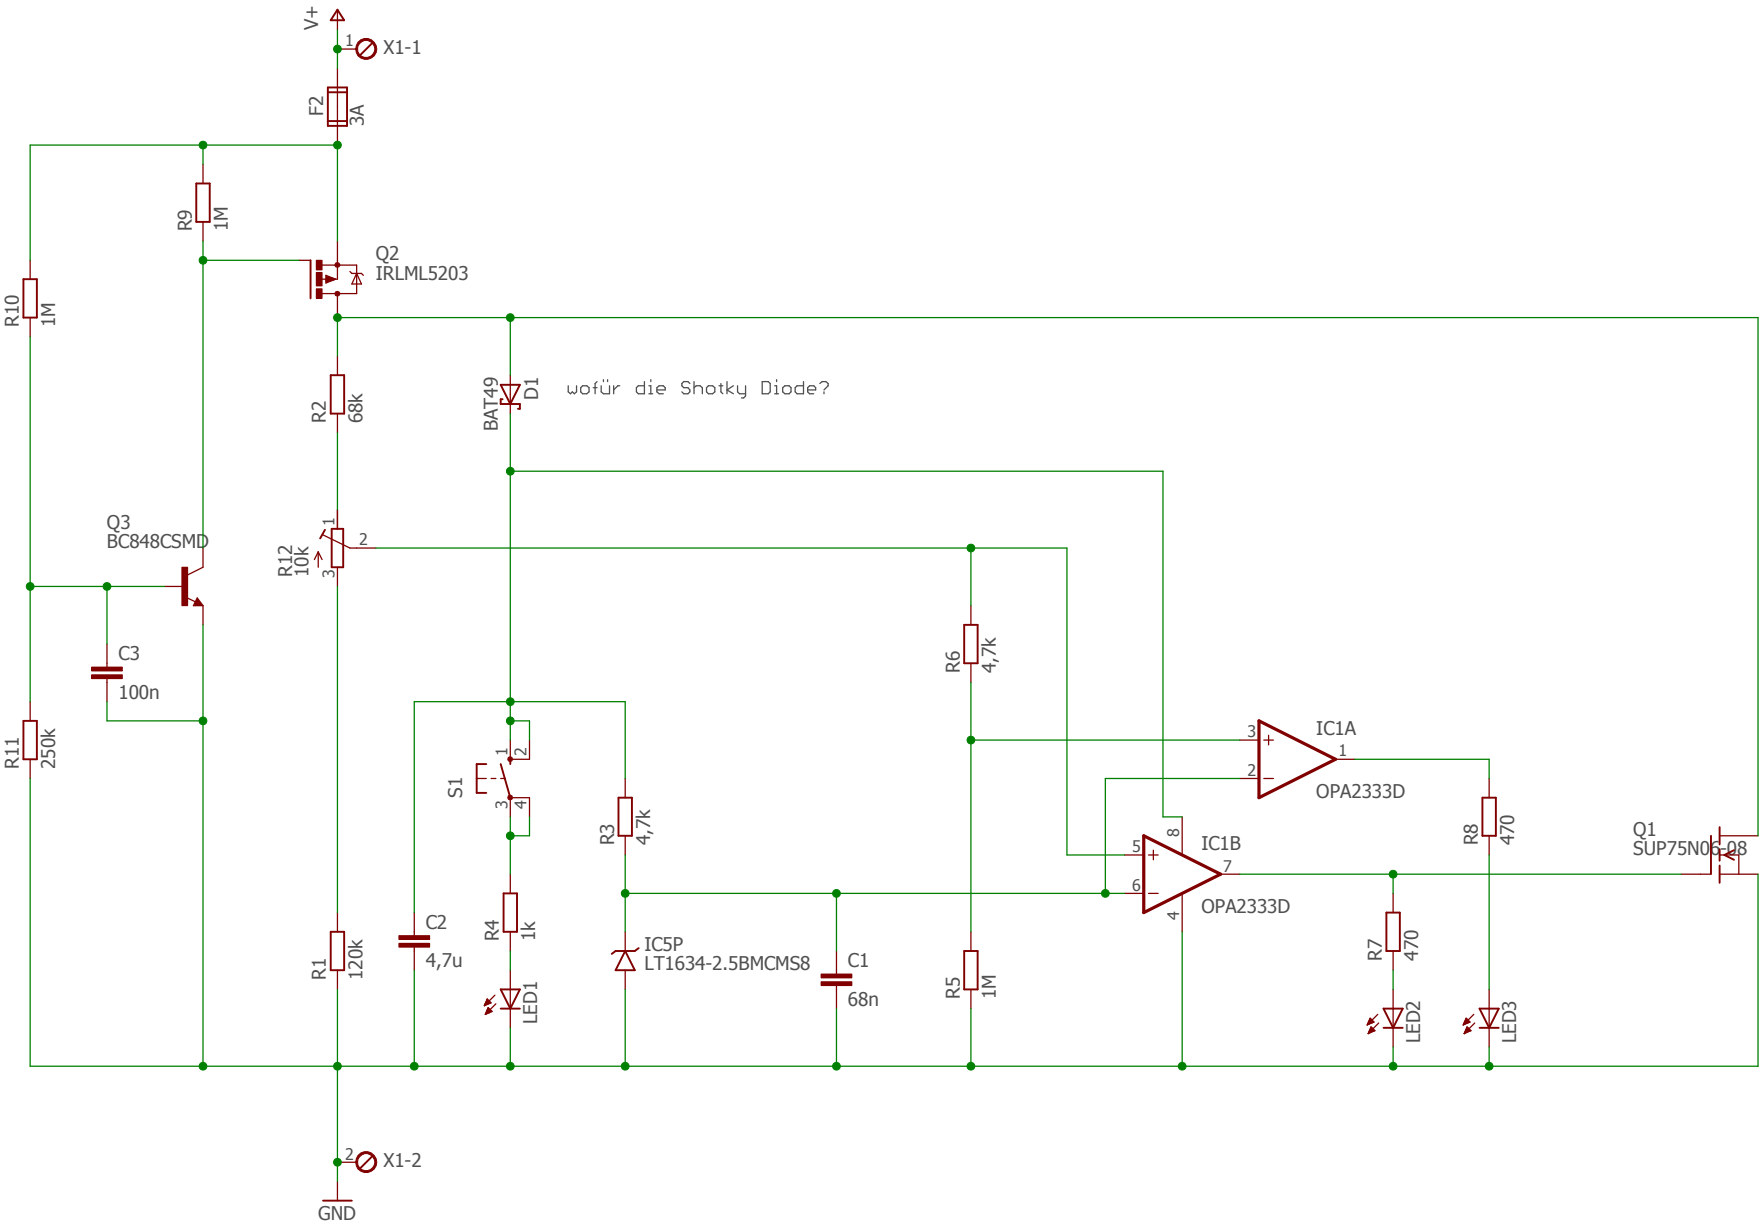 V+
1
X1-1
F2
3A
R9
1M
Q2
IRLML5203
R10
1M
R2
68k
BAT49
D1
wofür die Shotky Diode?
Q3
BC848CSMD
R12
10k
1
2
3
C3
100n
R6
4,7k
R11
250k
S1
1
2
3
4
R3
4,7k
3
2
1
IC1A
OPA2333D
R8
470
Q1
SUP75N06-08
8
5
6
7
4
IC1B
OPA2333D
R4
1k
C2
4,7u
R1
120k
IC5P
LT1634-2.5BMCMS8
C1
68n
R5
1M
R7
470
LED1
LED2
LED3
2
X1-2
GND